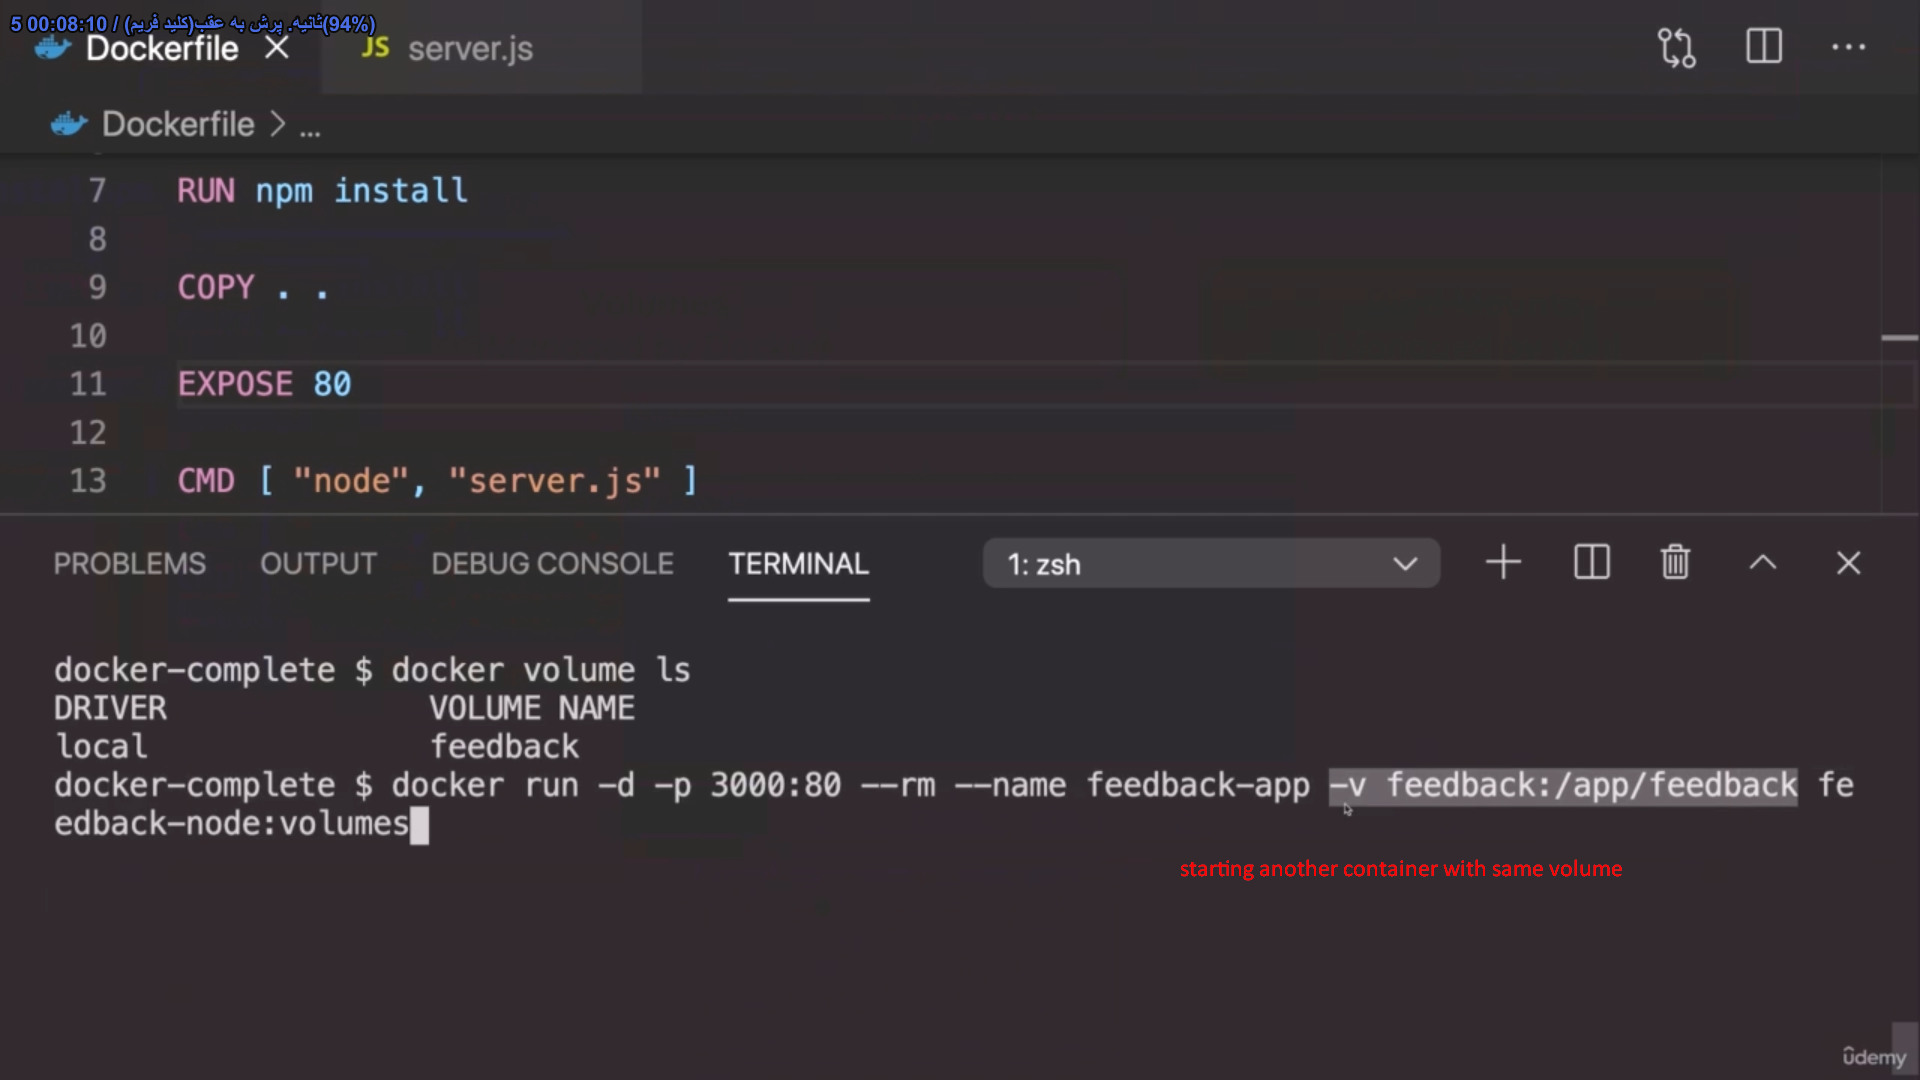 5 00:08:10 / (94%)ثانیه. پرش به عقب(کلید فریم)
Dockerfile
JS server.js
Dockerfile > ...
7 RUN npm install
8
9 COPY . .
10
11 EXPOSE 80
12
13 CMD [ "node", "server.js" ]
PROBLEMS OUTPUT DEBUG CONSOLE TERMINAL 1: zsh
docker-complete $ docker volume ls
DRIVER VOLUME NAME
local feedback
docker-complete $ docker run -d -p 3000:80 --rm --name feedback-app -v feedback:/app/feedback fe
edback-node:volumes
starting another container with same volume
ûdemy